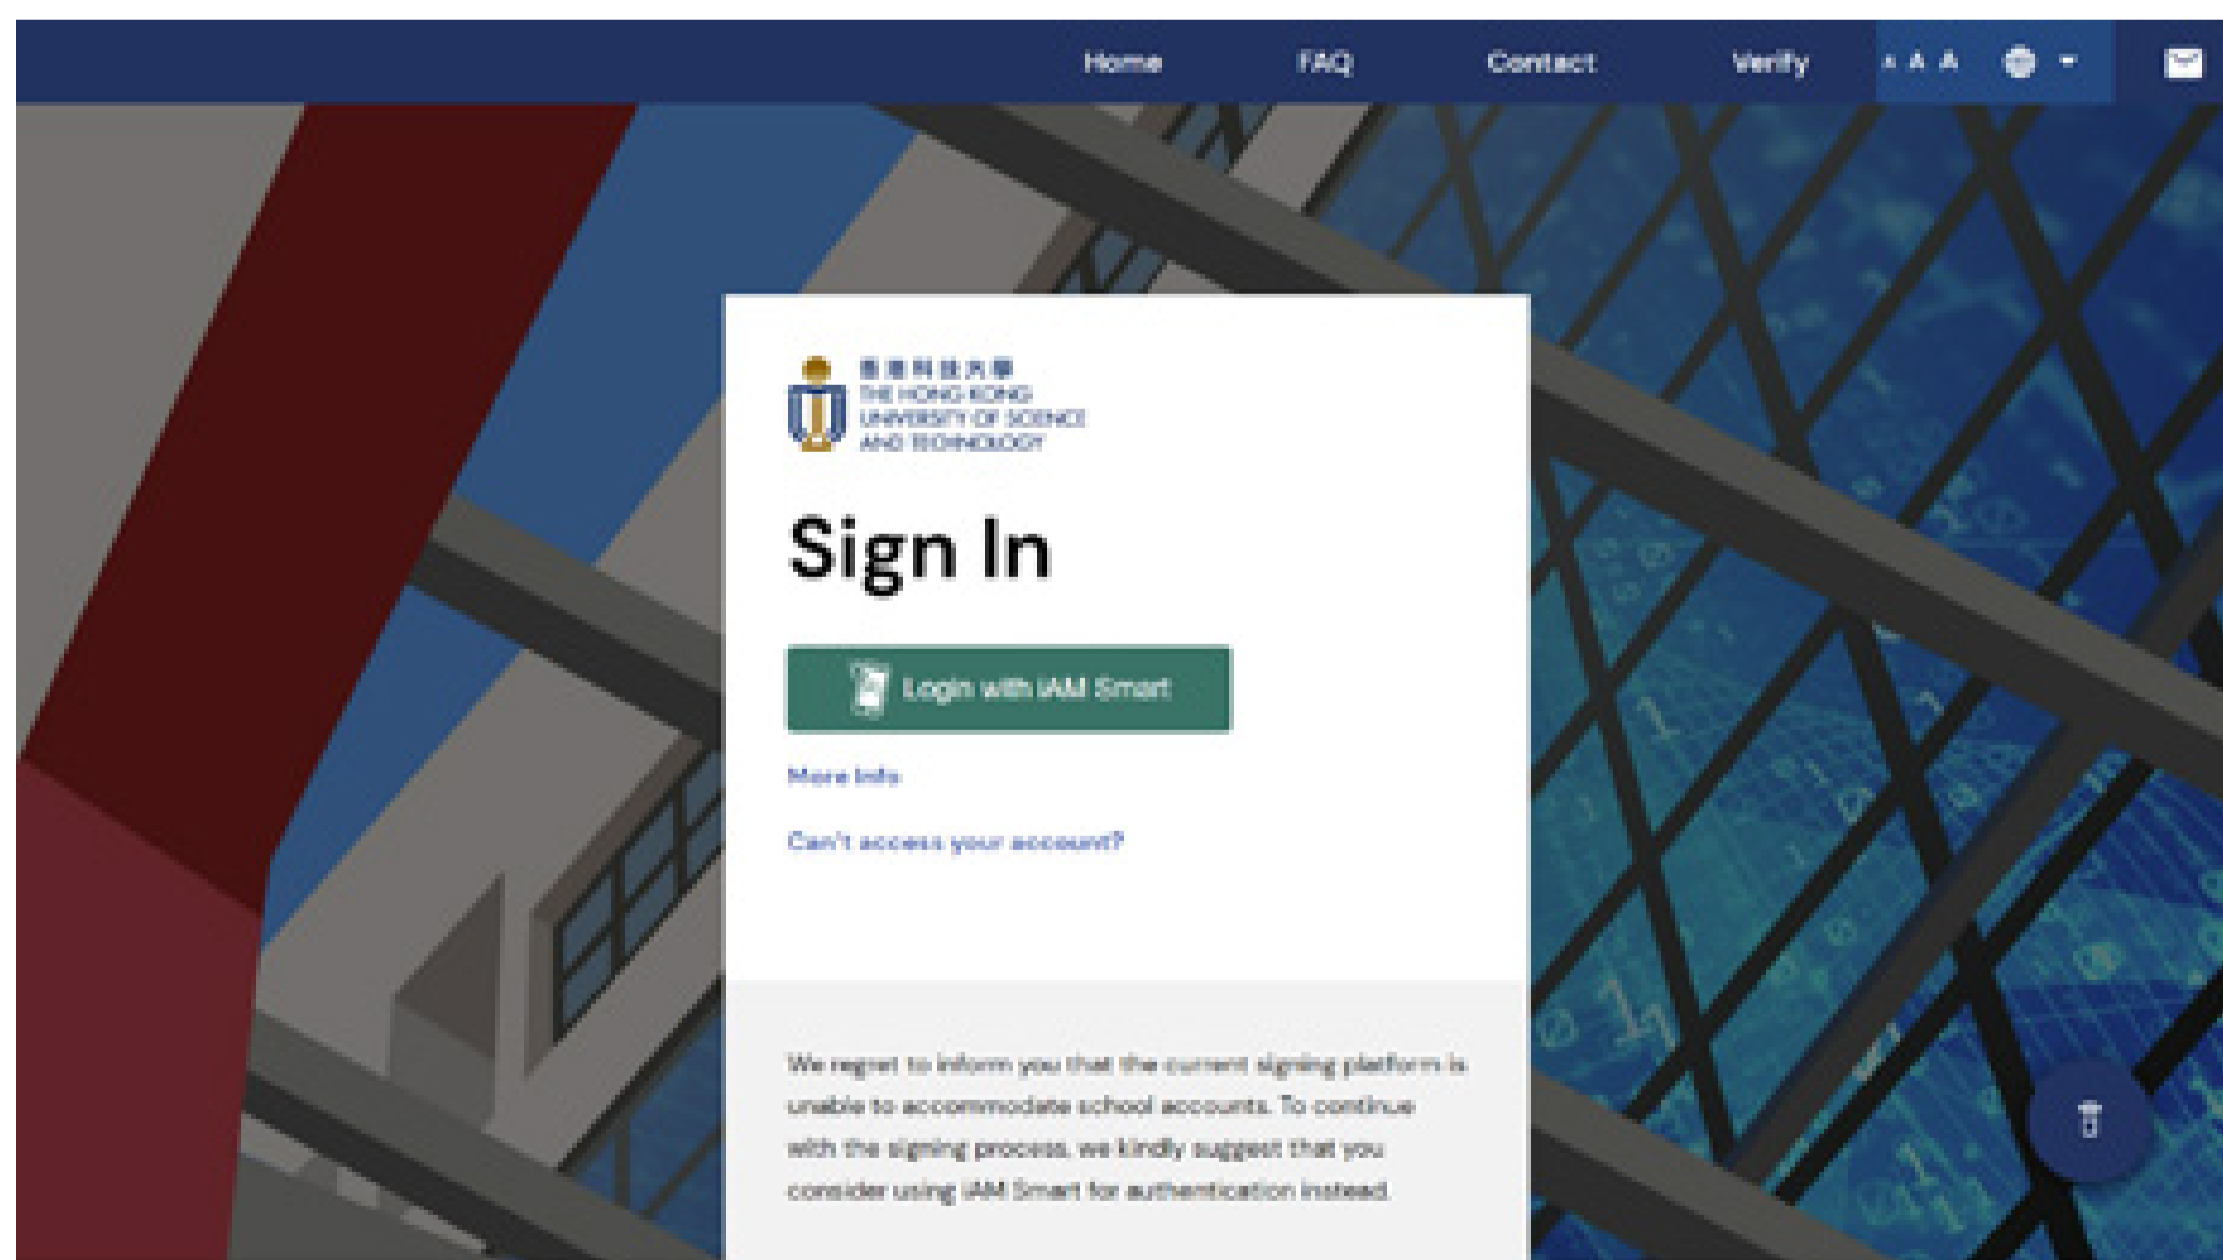 Home FAQ Contact Verify A A A
香港科技大學
THE HONG KONG
UNIVERSITY OF SCIENCE
AND TECHNOLOGY
Sign In
Login with iAM Smart
More Info
Can't access your account?
We regret to inform you that the current signing platform is
unable to accommodate school accounts. To continue
with the signing process, we kindly suggest that you
consider using iAM Smart for authentication instead.